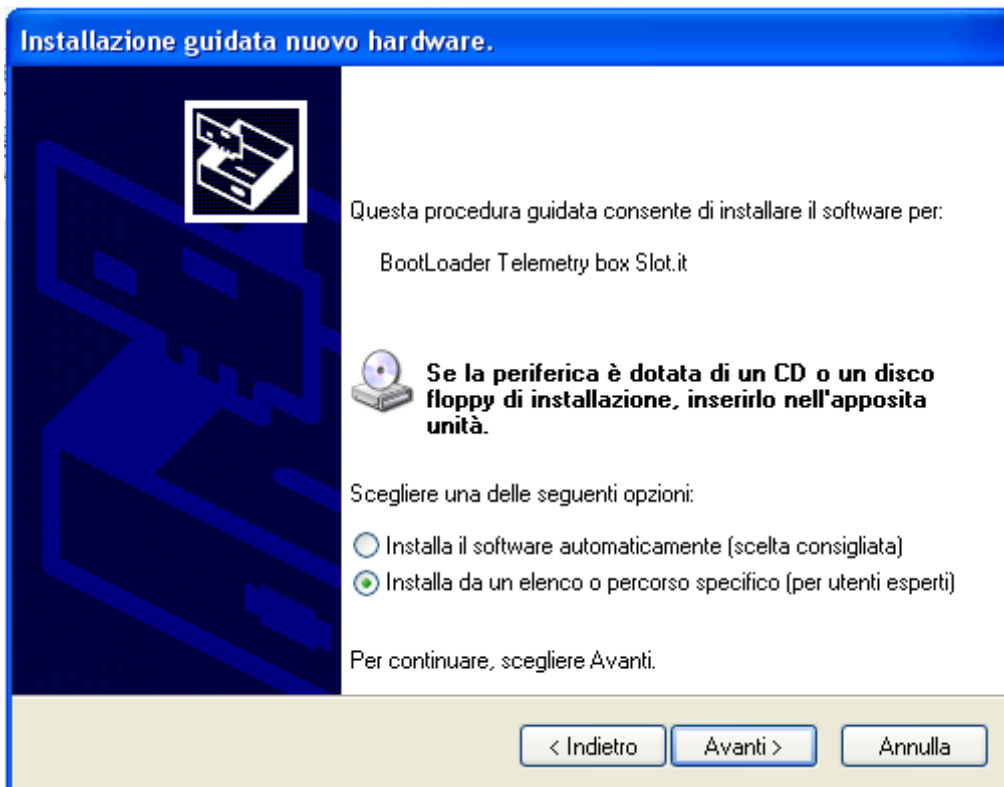 Installazione guidata nuovo hardware.
Questa procedura guidata consente di installare il software per:
BootLoader Telemetry box Slot.it
Se la periferica è dotata di un CD o un disco
floppy di installazione, inserirlo nell'apposita
unità.
Scegliere una delle seguenti opzioni:
Installa il software automaticamente (scelta consigliata)
Installa da un elenco o percorso specifico (per utenti esperti)
Per continuare, scegliere Avanti.
< Indietro
Avanti >
Annulla